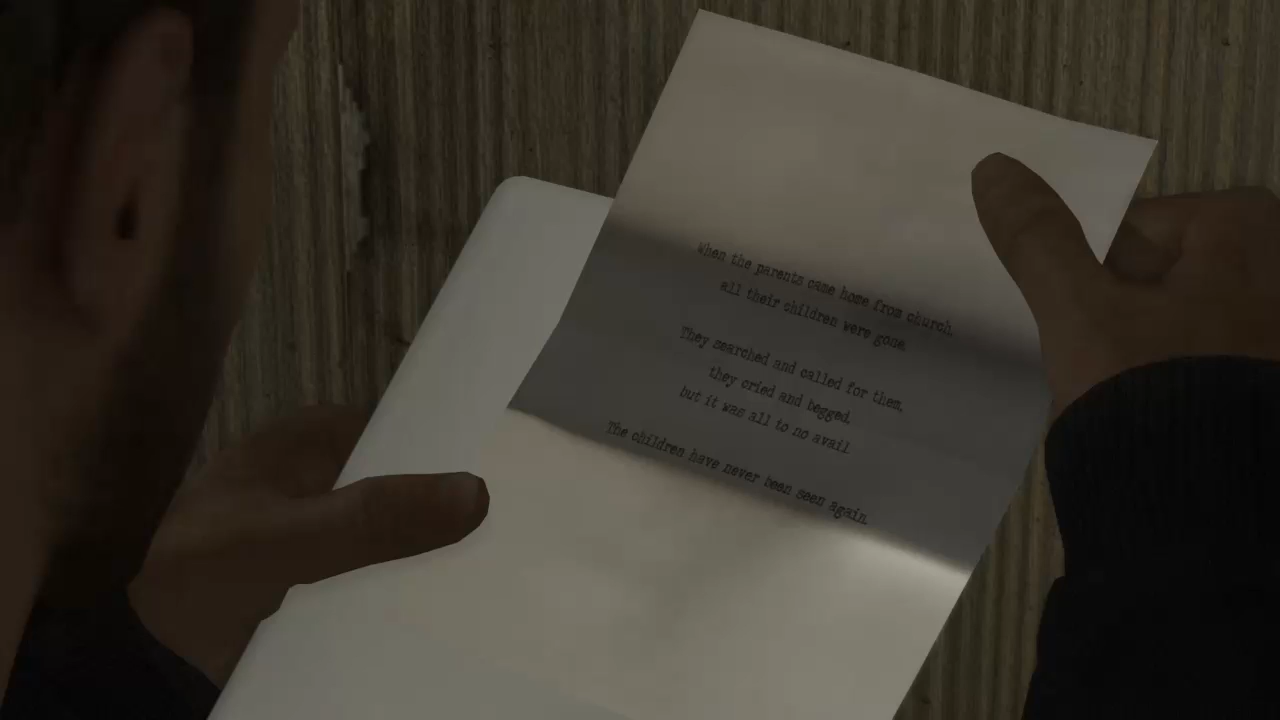 When the parents came home from church,
all their children were gone.
They searched and called for them,
they cried and begged,
but it was all to no avail.
The children have never been seen again.